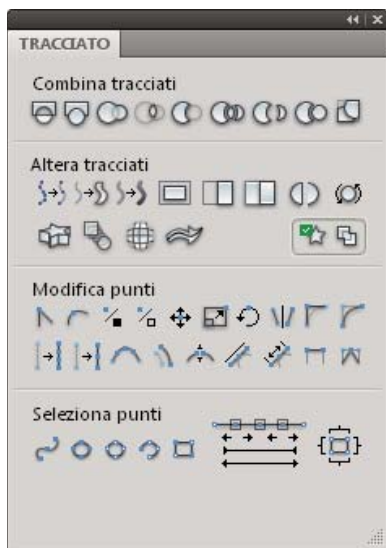 TRACCIATO
Combina tracciati
Altera tracciati
Modifica punti
Seleziona punti